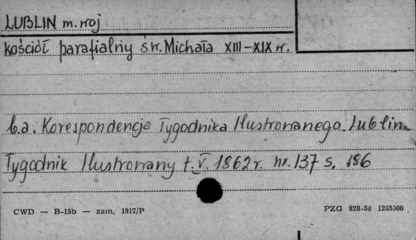 LUBLIN m. woj
kościół parafialny św. Michała XIII-XIX w.
b.a. Korespondencja Tygodnika Ilustrowanego. Lublin.
Tygodnik Ilustrowany t. V. 1862 r. nr. 137 s. 186
CWD — B-15b — zam. 1917/P
PZG 828-53 1235000